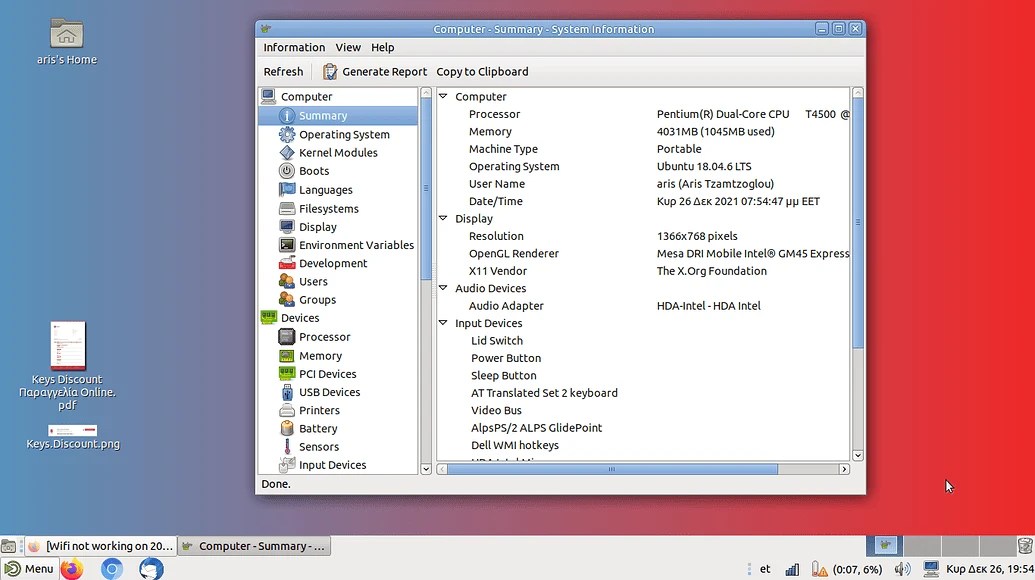 aris's Home
Keys Discount
Παραγγελία Online.
pdf
Keys.Discount.png
Computer - Summary - System Information
Information View Help
Refresh Generate Report Copy to Clipboard
Computer
Summary
Operating System
Kernel Modules
Boots
Languages
Filesystems
Display
Environment Variables
Development
Users
Groups
Devices
Processor
Memory
PCI Devices
USB Devices
Printers
Battery
Sensors
Input Devices
Computer
Processor Pentium(R) Dual-Core CPU T4500 @
Memory 4031MB (1045MB used)
Machine Type Portable
Operating System Ubuntu 18.04.6 LTS
User Name aris (Aris Tzamtzoglou)
Date/Time Κυρ 26 Δεκ 2021 07:54:47 μμ EET
Display
Resolution 1366x768 pixels
OpenGL Renderer Mesa DRI Mobile Intel® GM45 Express
X11 Vendor The X.Org Foundation
Audio Devices
Audio Adapter HDA-Intel - HDA Intel
Input Devices
Lid Switch
Power Button
Sleep Button
AT Translated Set 2 keyboard
Video Bus
AlpsPS/2 ALPS GlidePoint
Dell WMI hotkeys
Done.
[Wifi not working on 20... Computer - Summary - ...
Menu et (0:07, 6%) Κυρ Δεκ 26, 19:54